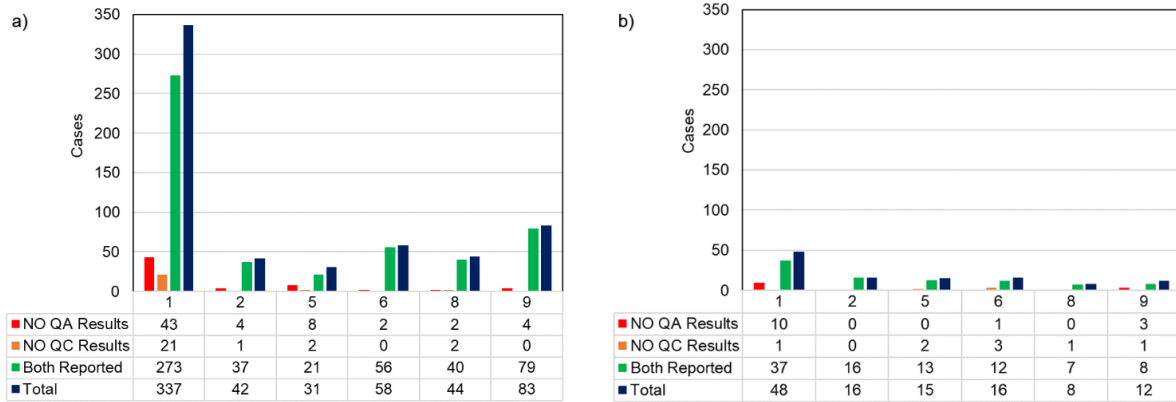 a)
350
300
250
200
150
100
50
0
Cases
1 2 5 6 8 9
NO QA Results 43 4 8 2 2 4
NO QC Results 21 1 2 0 2 0
Both Reported 273 37 21 56 40 79
Total 337 42 31 58 44 83
b)
350
300
250
200
150
100
50
0
Cases
1 2 5 6 8 9
NO QA Results 10 0 0 1 0 3
NO QC Results 1 0 2 3 1 1
Both Reported 37 16 13 12 7 8
Total 48 16 15 16 8 12